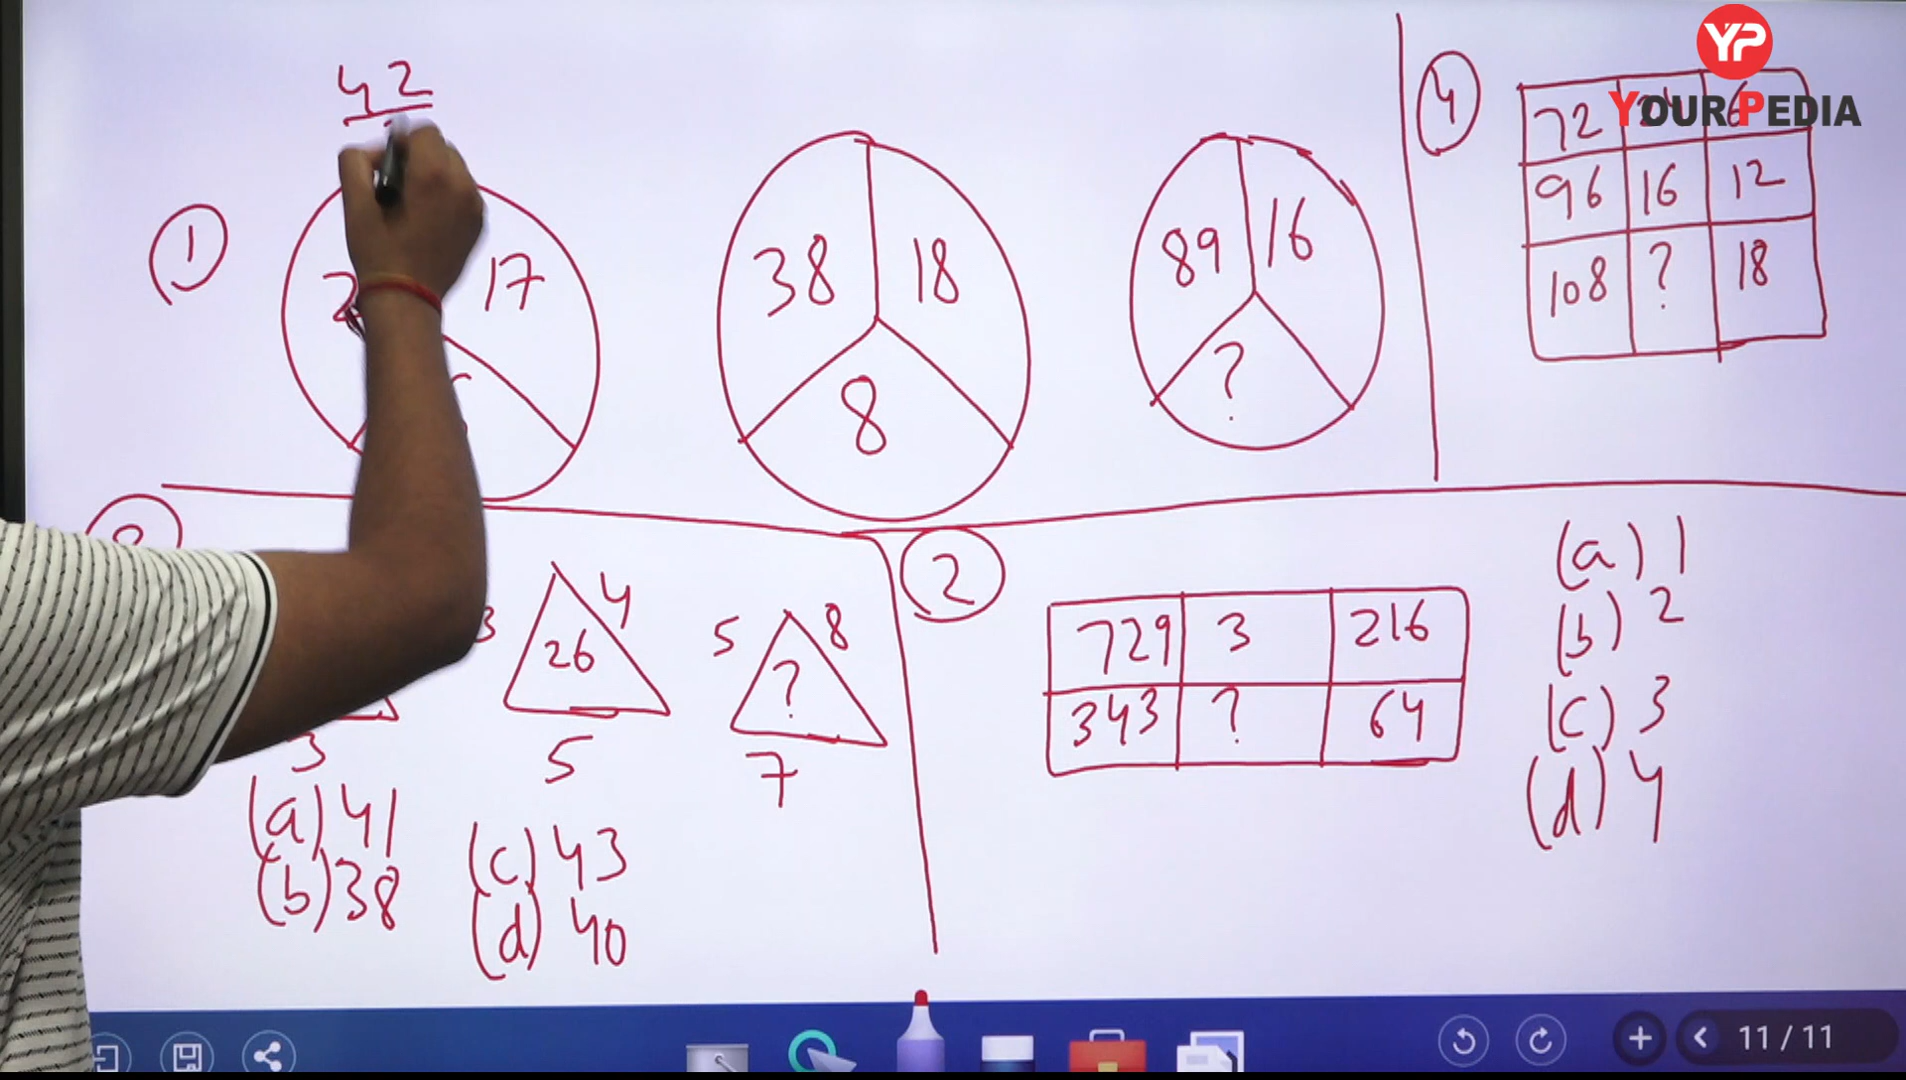 42
YP
YOURPEDIA
1
17
38 18
8
89 16
?
4
72
96 16 12
108 ? 18
3
4
26
5
5 8
?
7
(a) 41
(b) 38
(c) 43
(d) 40
2
729 3 216
343 ? 64
(a) 1
(b) 2
(c) 3
(d) 4
11 / 11